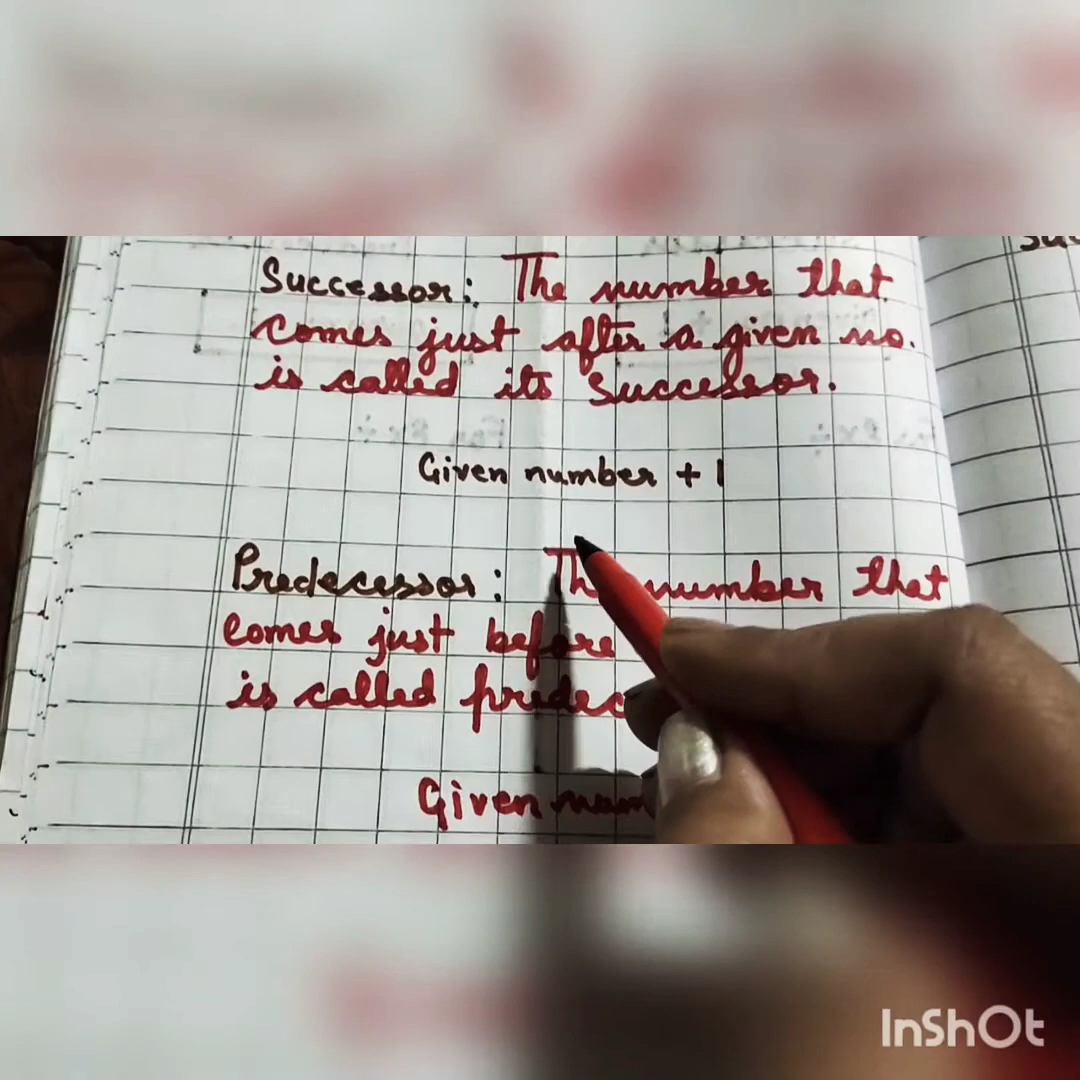 Successor: The number that
comes just after a given no.
is called its Successor.
Given number + 1
Predecessor: The number that
comes just before
is called
Given
InShOt